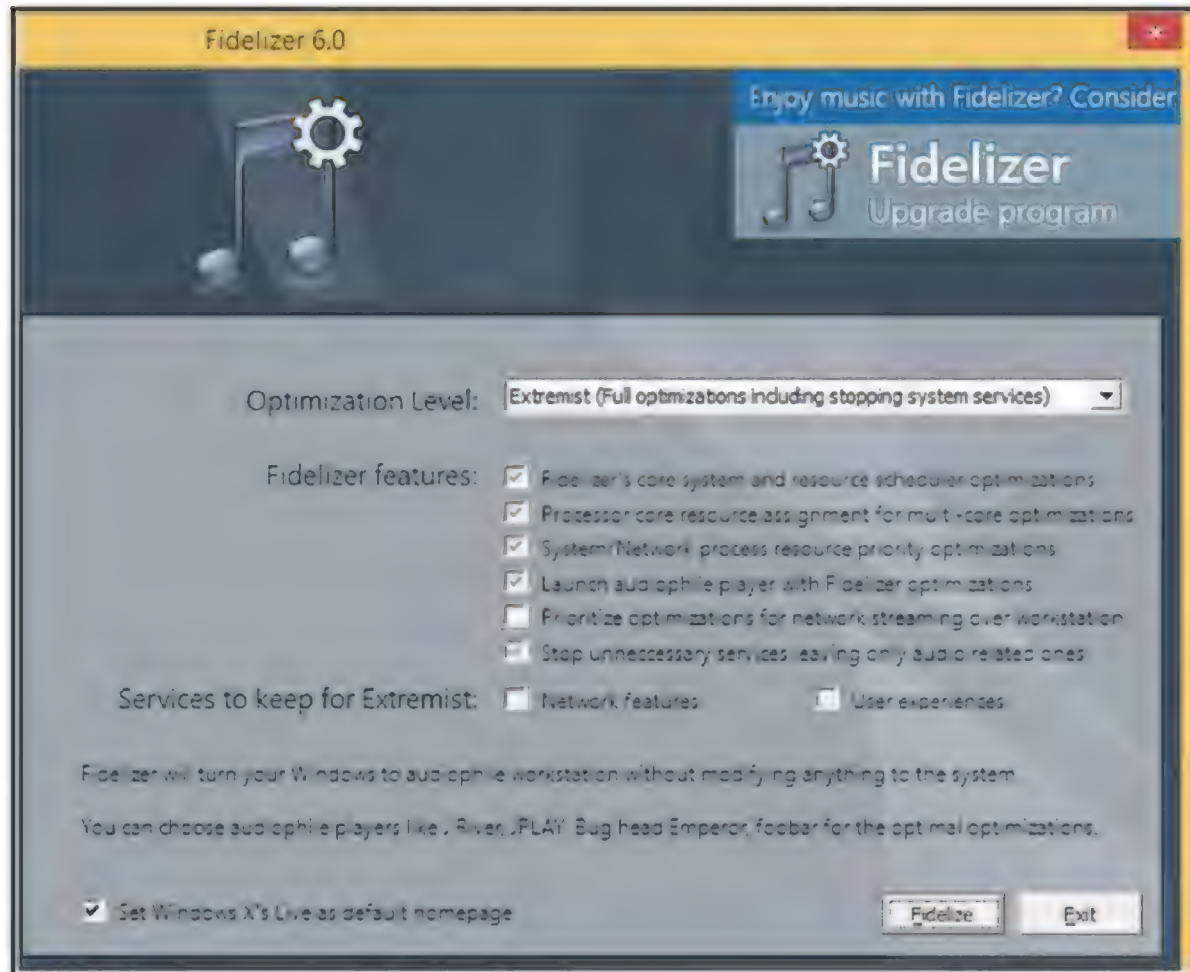 Fidelizer 6.0
Enjoy music with Fidelizer? Consider
Fidelizer
Upgrade program
Optimization Level:
Extremist (Full optimizations including stopping system services)
Fidelizer features:
Fidelizer's core system and resource scheduler optimizations
Processor core resource assignment for multi-core optimizations
System/Network process resource priority optimizations
Launch audiophile player with Fidelizer optimizations
Prioritize optimizations for network streaming over workstation
Stop unneccessary services leaving only audio related ones
Services to keep for Extremist:
Network features
User experiences
Fidelizer will turn your Windows to audiophile workstation without modifying anything to the system.
You can choose audiophile players like J.River, JPLAY, Bug head Emperor, foobar for the optimal optimizations.
Set Windows X's Live as default homepage
Fidelize
Exit